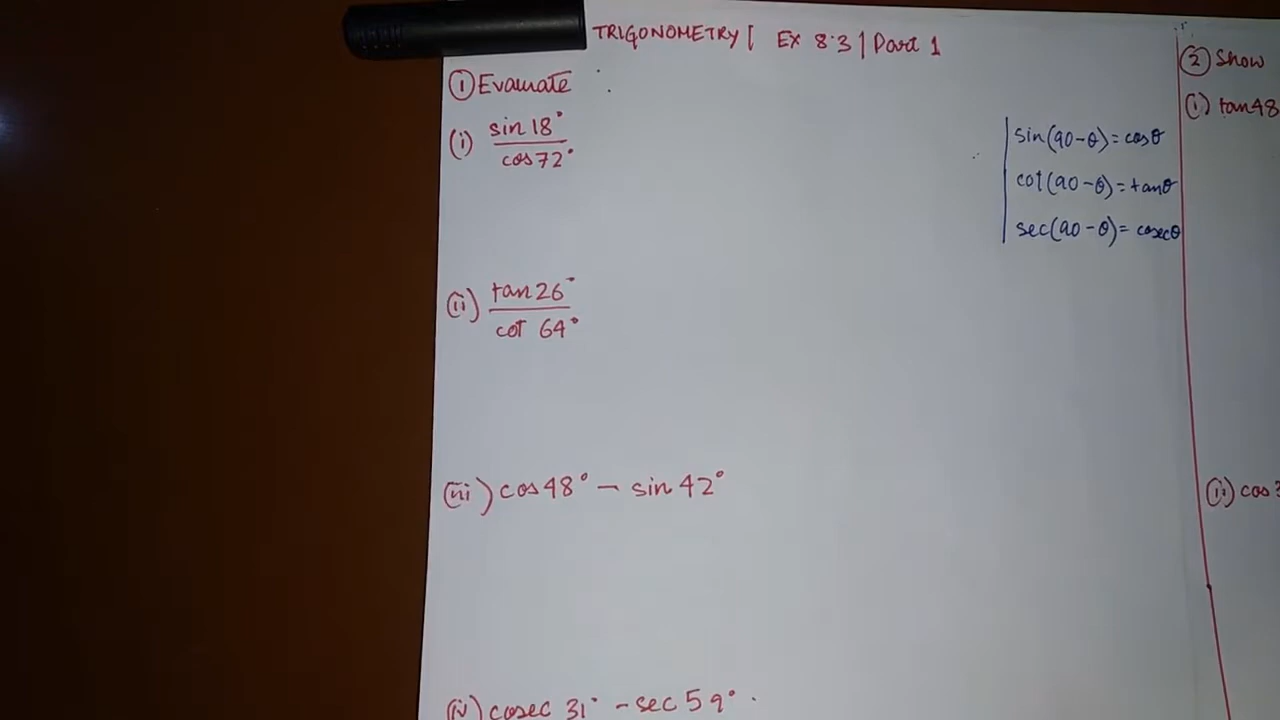 TRIGONOMETRY [ EX 8.3 | Part 1
① Evaluate :
(i) sin 18° / cos 72°
sin(90-θ) = cosθ
cot(90-θ) = tanθ
sec(90-θ) = cosecθ
(ii) tan 26° / cot 64°
(iii) cos 48° – sin 42°
(iv) cosec 31° – sec 59° .
② Show
(i) tan 48
(ii) cos